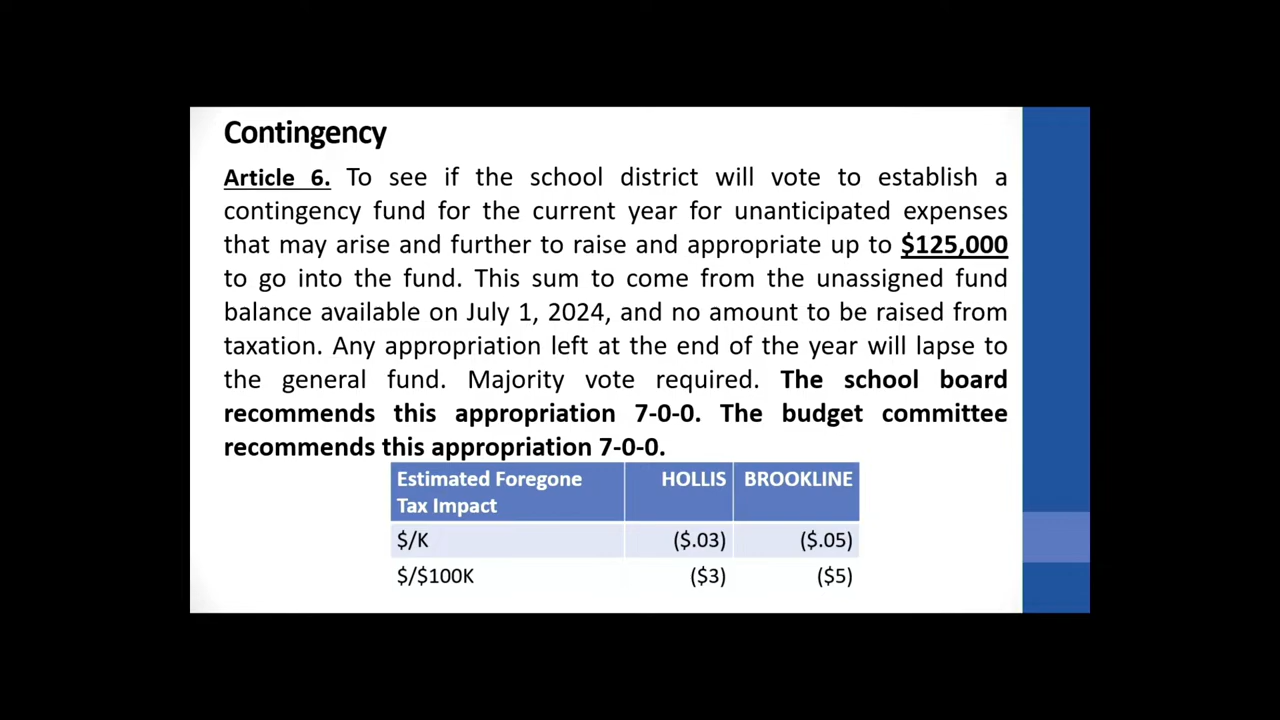 Contingency
Article 6. To see if the school district will vote to establish a
contingency fund for the current year for unanticipated expenses
that may arise and further to raise and appropriate up to $125,000
to go into the fund. This sum to come from the unassigned fund
balance available on July 1, 2024, and no amount to be raised from
taxation. Any appropriation left at the end of the year will lapse to
the general fund. Majority vote required. The school board
recommends this appropriation 7-0-0. The budget committee
recommends this appropriation 7-0-0.
Estimated Foregone Tax Impact HOLLIS BROOKLINE
$/K ($.03) ($.05)
$/$100K ($3) ($5)